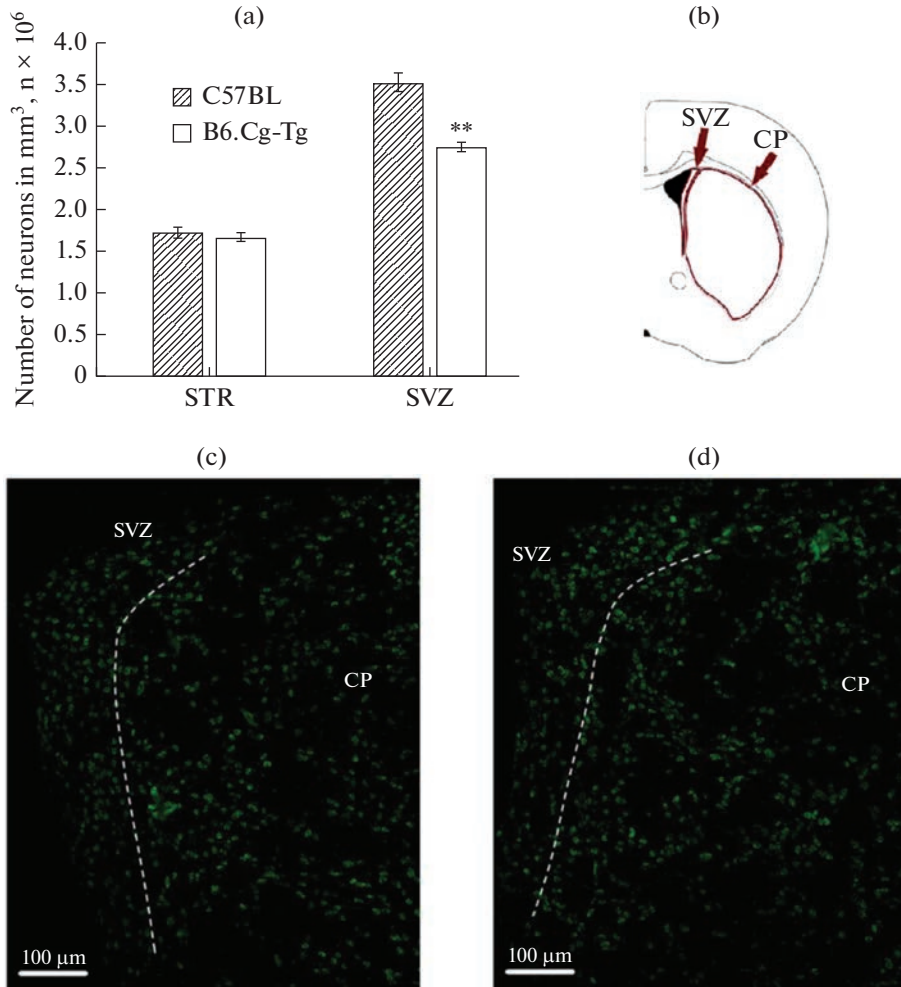 (a)
Number of neurons in mm³, n × 10⁶
4.0
3.5
3.0
2.5
2.0
1.5
1.0
0.5
0
C57BL
B6.Cg-Tg
**
STR
SVZ
(b)
SVZ
CP
(c)
SVZ
CP
100 μm
(d)
SVZ
CP
100 μm